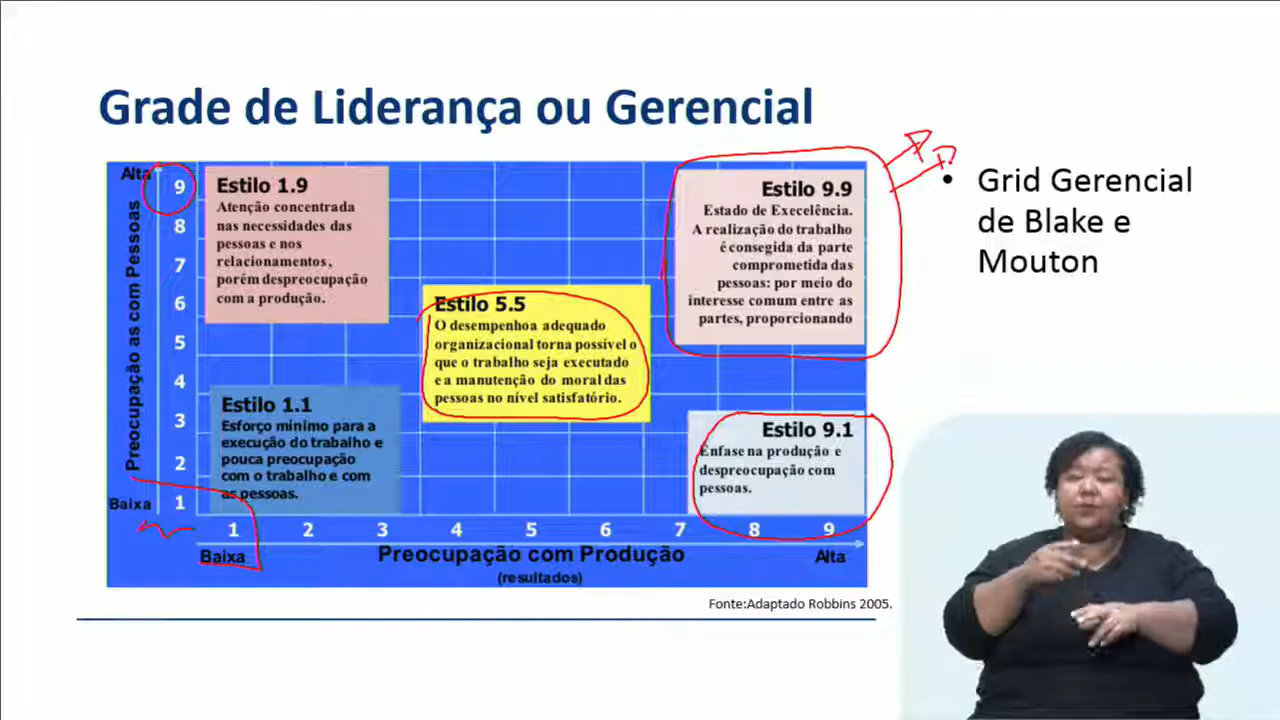 Grade de Liderança ou Gerencial
Alta
Preocupação as com Pessoas
9
8
7
6
5
4
3
2
1
Baixa
Estilo 1.9
Atenção concentrada
nas necessidades das
pessoas e nos
relacionamentos,
porém despreocupação
com a produção.
Estilo 9.9
Estado de Execelência.
A realização do trabalho
é consegida da parte
comprometida das
pessoas: por meio do
interesse comum entre as
partes, proporcionando
Estilo 5.5
O desempenhoa adequado
organizacional torna possível o
que o trabalho seja executado
e a manutenção do moral das
pessoas no nível satisfatório.
Estilo 1.1
Esforço mínimo para a
execução do trabalho e
pouca preocupação
com o trabalho e com
as pessoas.
Estilo 9.1
Ênfase na produção e
despreocupação com
pessoas.
1 2 3 4 5 6 7 8 9
Baixa Preocupação com Produção Alta
(resultados)
Fonte:Adaptado Robbins 2005.
P
P
• Grid Gerencial
de Blake e
Mouton